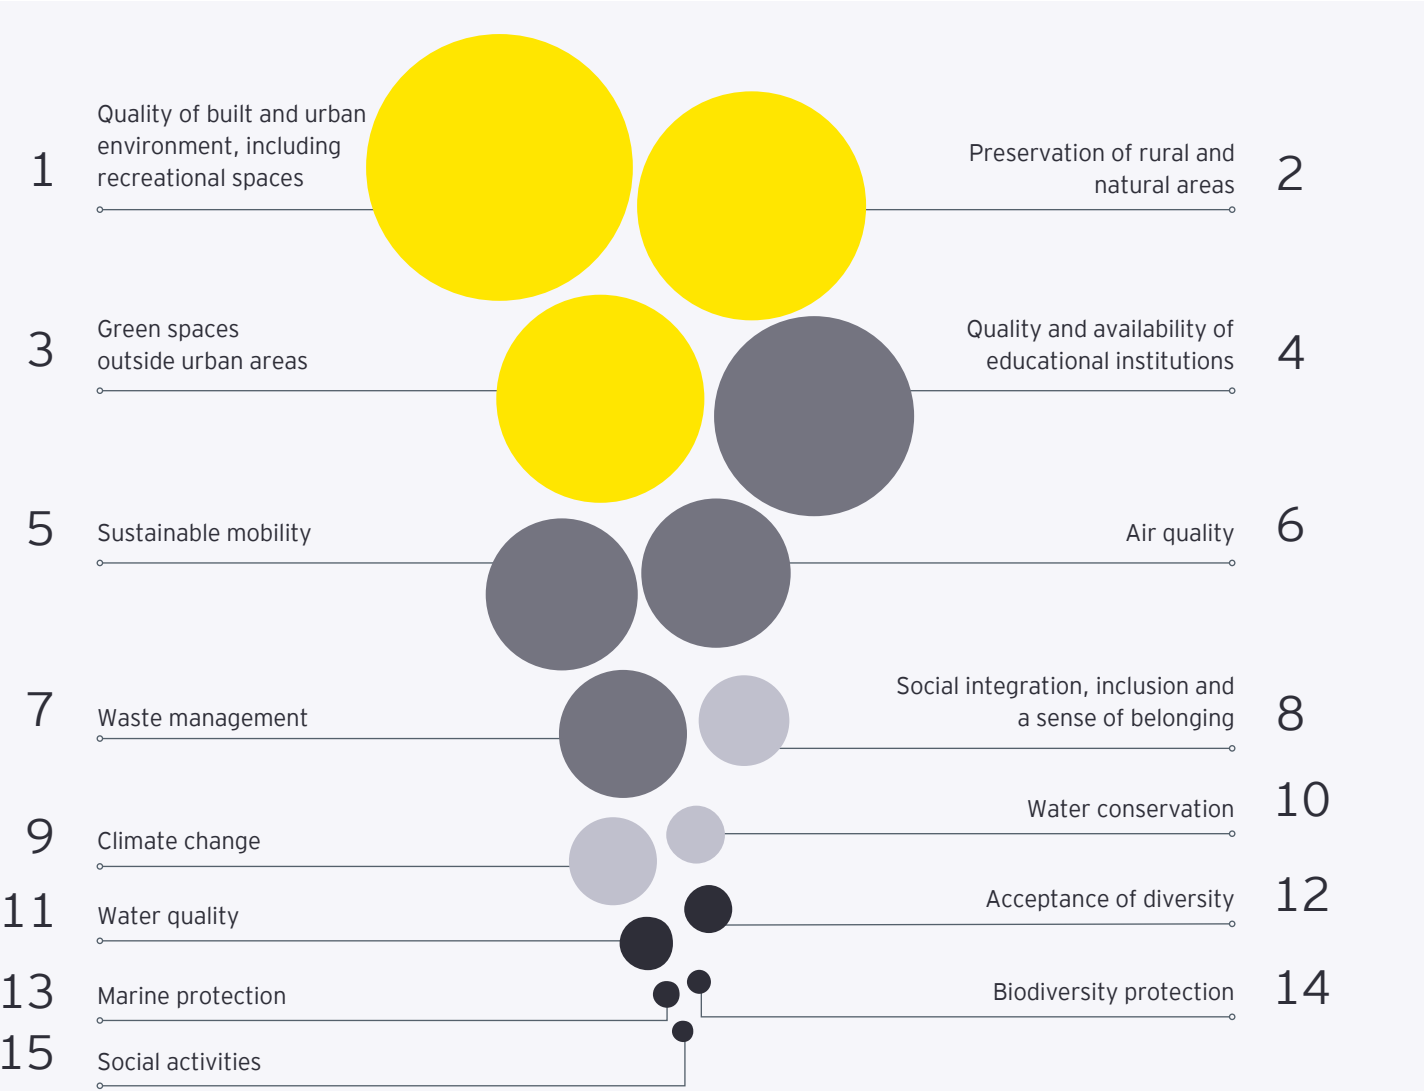 1
Quality of built and urban
environment, including
recreational spaces
Preservation of rural and
natural areas
2
3
Green spaces
outside urban areas
Quality and availability of
educational institutions
4
5
Sustainable mobility
Air quality
6
7
Waste management
Social integration, inclusion and
a sense of belonging
8
9
Climate change
Water conservation
10
11
Water quality
Acceptance of diversity
12
13
Marine protection
Biodiversity protection
14
15
Social activities